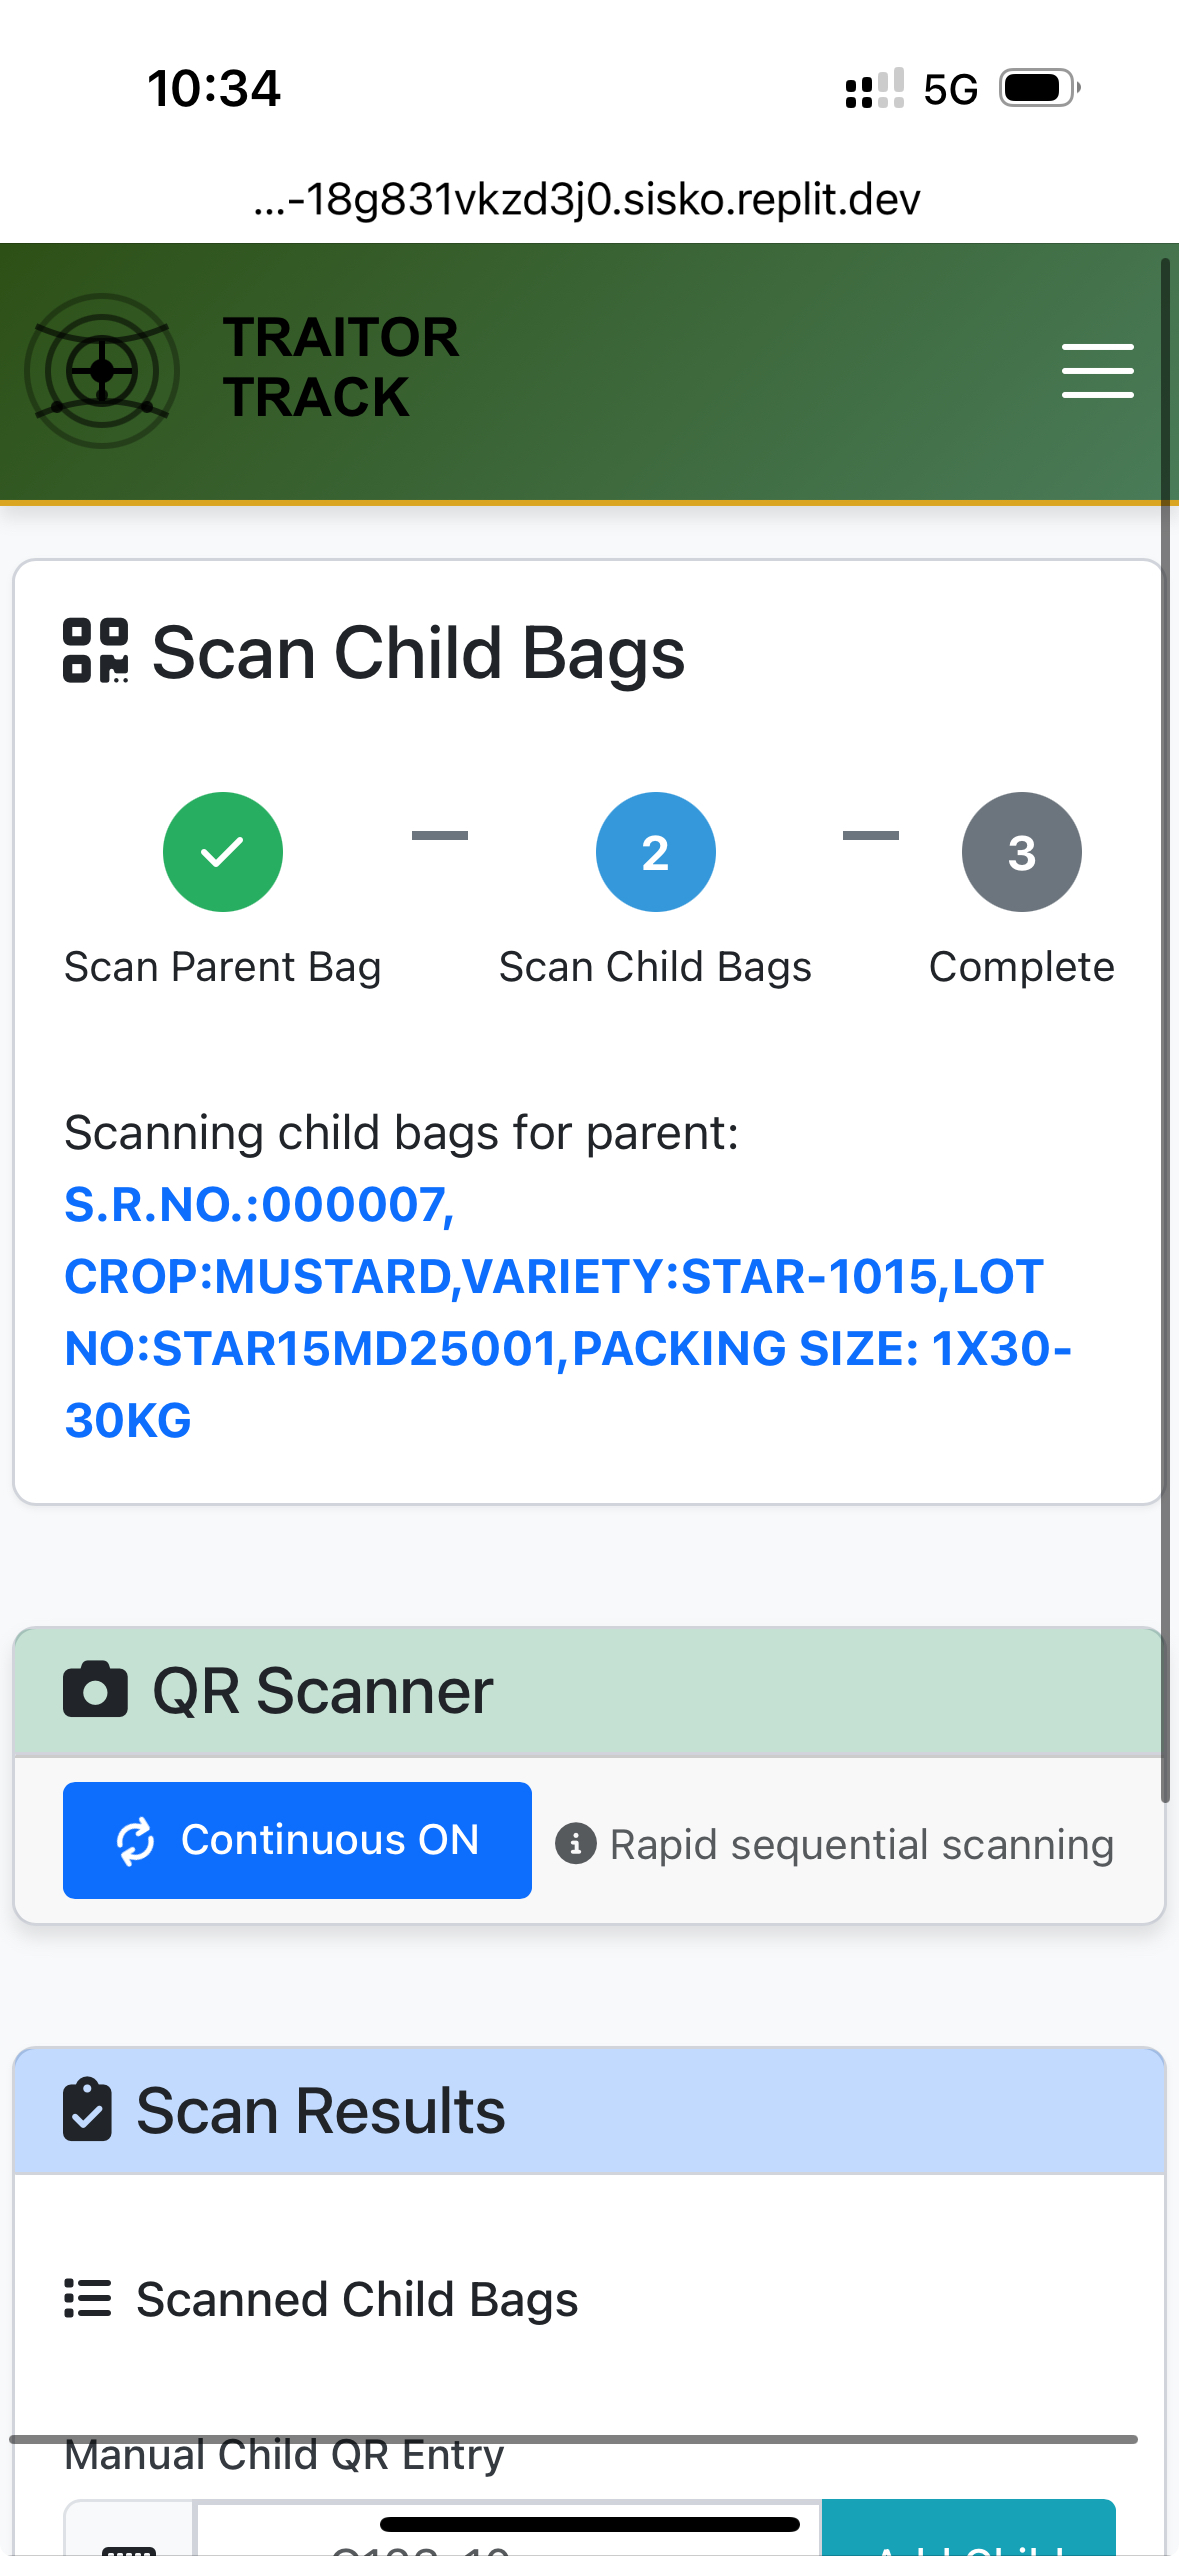 10:34
5G
...-18g831vkzd3j0.sisko.replit.dev
TRAITOR
TRACK
Scan Child Bags
2
3
Scan Parent Bag
Scan Child Bags
Complete
Scanning child bags for parent:
S.R.NO.:000007,
CROP:MUSTARD,VARIETY:STAR-1015,LOT
NO:STAR15MD25001,PACKING SIZE: 1X30-
30KG
QR Scanner
Continuous ON
Rapid sequential scanning
Scan Results
Scanned Child Bags
Manual Child QR Entry
Add Child